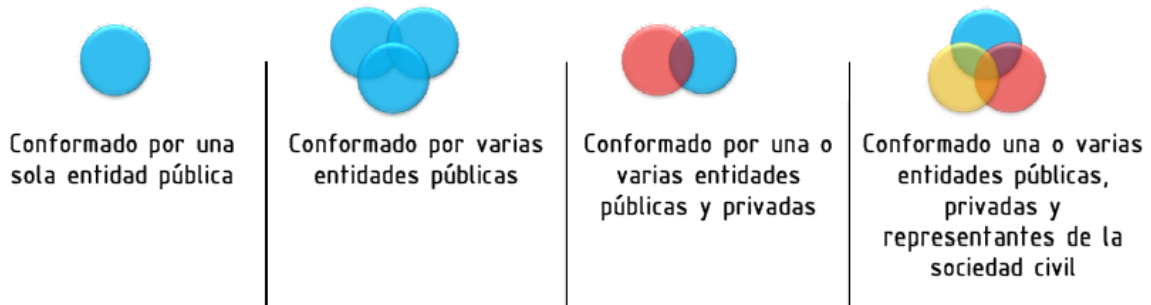 Conformado por una
sola entidad pública
Conformado por varias
entidades públicas
Conformado por una o
varias entidades
públicas y privadas
Conformado una o varias
entidades públicas,
privadas y
representantes de la
sociedad civil